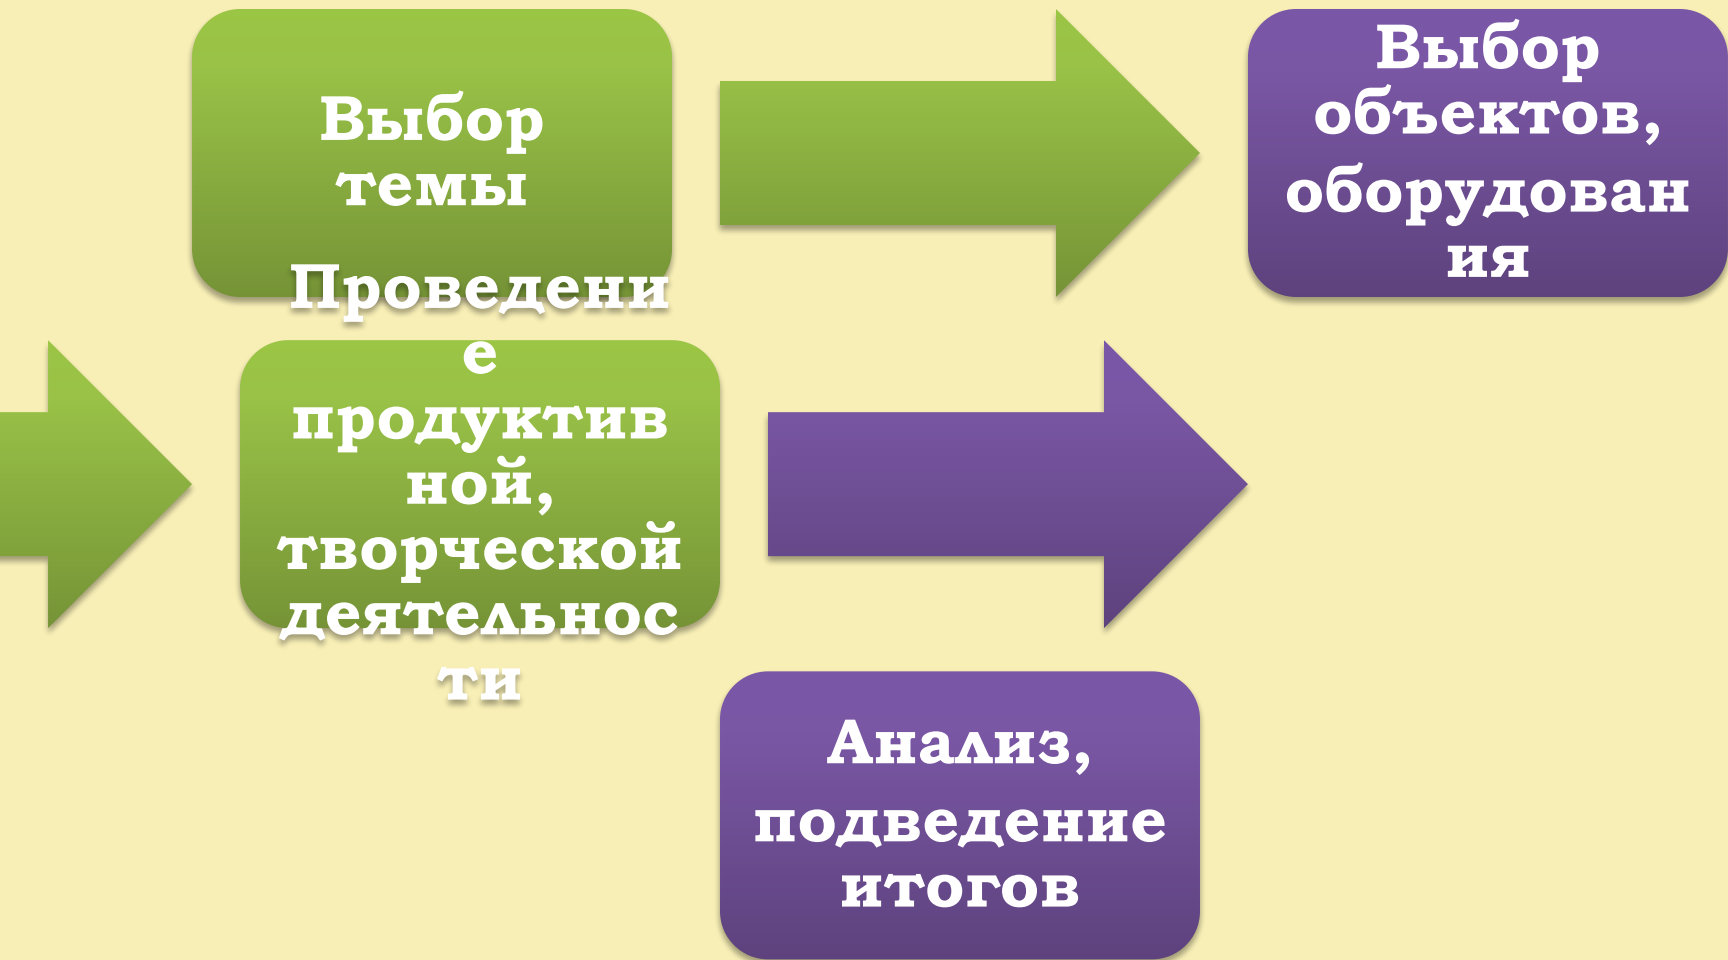 Выбор
темы
Выбор
объектов,
оборудован
ия
Проведени
е
продуктив
ной,
творческой
деятельнос
ти
Анализ,
подведение
итогов